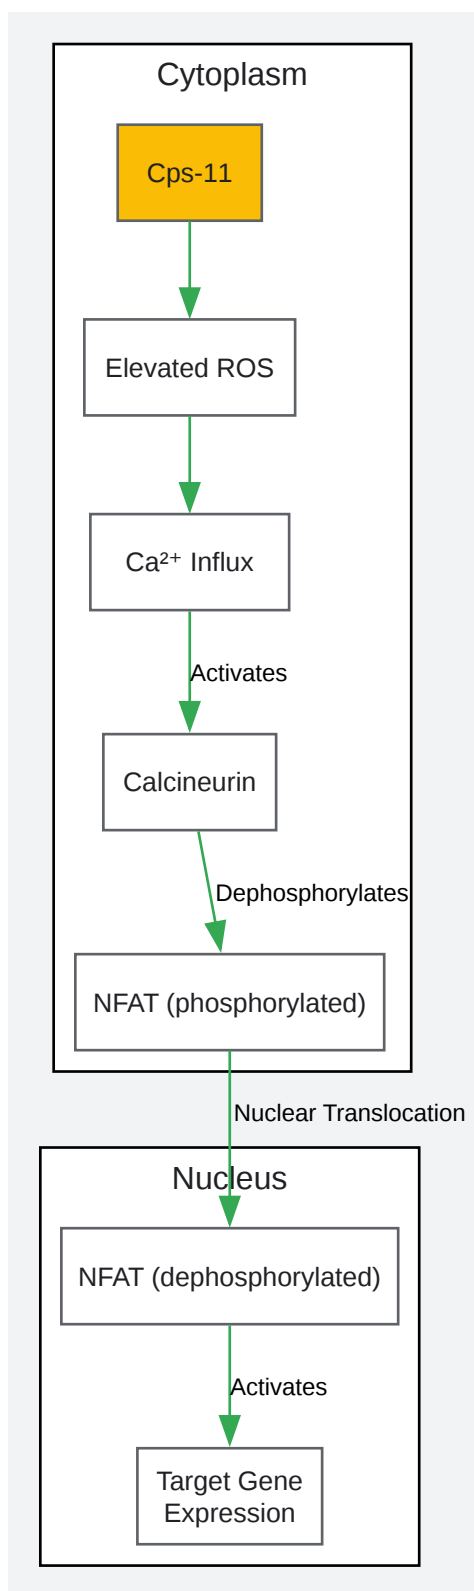 Cytoplasm
Cps-11
Elevated ROS
Ca²⁺ Influx
Activates
Calcineurin
Dephosphorylates
NFAT (phosphorylated)
Nuclear Translocation
Nucleus
NFAT (dephosphorylated)
Activates
Target Gene
Expression